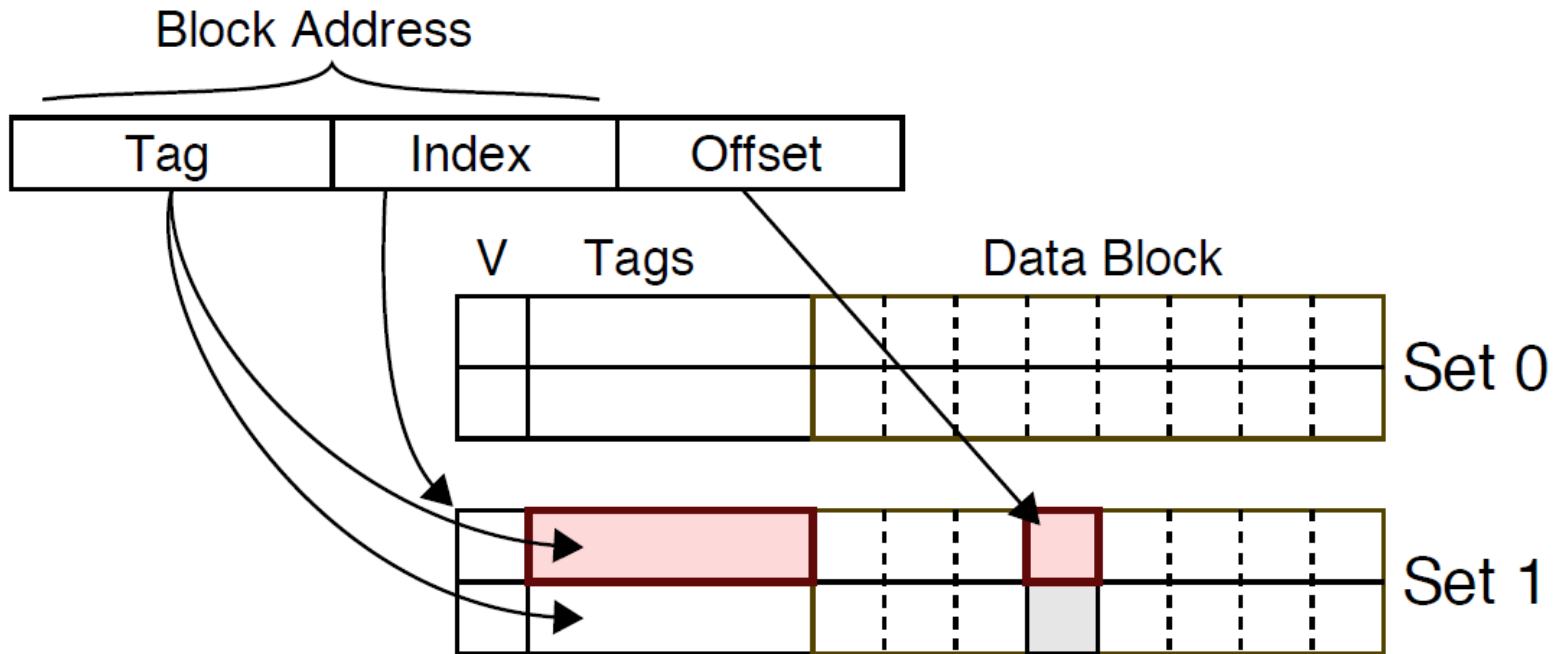 Block Address
Tag Index Offset
V Tags Data Block
Set 0
Set 1